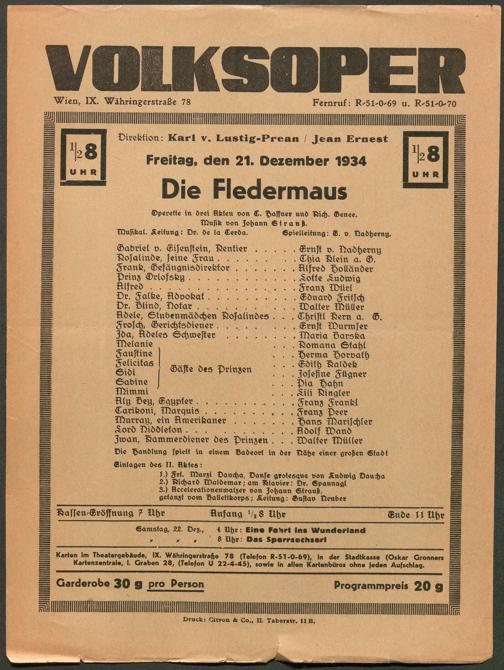 VOLKSOPER
Wien, IX. Währingerstraße 78 Fernruf: R-51-0-69 u. R-51-0-70
1/2 8 UHR
Direktion: Karl v. Lustig-Prean / Jean Ernest
1/2 8 UHR
Freitag, den 21. Dezember 1934
Die Fledermaus
Operette in drei Akten von C. Haffner und Rich. Genee.
Musik von Johann Strauß.
Musikal. Leitung: Dr. de la Cerda. Spielleitung: E. v. Nadherny.
Gabriel v. Eisenstein, Rentier . . . . . . Ernst v. Nadherny
Rosalinde, seine Frau . . . . . . . . . Thia Klein a. G.
Frank, Gefängnisdirektor . . . . . . . Alfred Holländer
Prinz Orlofsky . . . . . . . . . . . . Lotte Ludwig
Alfred . . . . . . . . . . . . . . . Franz Würl
Dr. Falke, Advokat . . . . . . . . . . Eduard Fritsch
Dr. Blind, Notar . . . . . . . . . . . Walter Müller
Adele, Stubenmädchen Rosalindes . . . Christl Kern a. G.
Frosch, Gerichtsdiener . . . . . . . . . Ernst Wurmser
Ida, Adeles Schwester . . . . . . . . . Maria Barska
Melanie Romana Stahl
Faustine Herma Horvath
Felicitas Edith Kaldek
Sidi Gäste des Prinzen . . . . . Josefine Fügner
Sabine Pia Hahn
Mimmi Lili Ringler
Aly Bey, Egypter . . . . . . . . . . . Franz Frankl
Carikoni, Marquis . . . . . . . . . . Franz Peer
Murray, ein Amerikaner . . . . . . . . Hans Marischler
Lord Middleton . . . . . . . . . . . . Adolf Wand
Iwan, Kammerdiener des Prinzen . . . . Walter Müller
Die Handlung spielt in einem Badeort in der Nähe einer großen Stadt
Einlagen des II. Aktes:
1.) Frl. Marzi Daucha, Danse grotesque von Ludwig Daucha
2.) Richard Waldemar; am Klavier: Dr. Spannagl
3.) Accelerationenwalzer von Johann Strauß,
getanzt vom Ballettkorps; Leitung: Gustav Neuber
Kassen-Eröffnung 7 Uhr Anfang 1/2 8 Uhr Ende 11 Uhr
Samstag, 22. Dez., 4 Uhr: Eine Fahrt ins Wunderland
" " " 8 Uhr: Das Sperrsechserl
Karten im Theatergebäude, IX. Währingerstraße 78 (Telefon R-51-0-69), in der Stadtkasse (Oskar Gronners
Kartenzentrale, I. Graben 28, (Telefon U 22-4-45), sowie in allen Kartenbüros ohne jeden Aufschlag.
Garderobe 30 g pro Person Programmpreis 20 g
Druck: Citron & Co., II. Taborstr. 11 B.